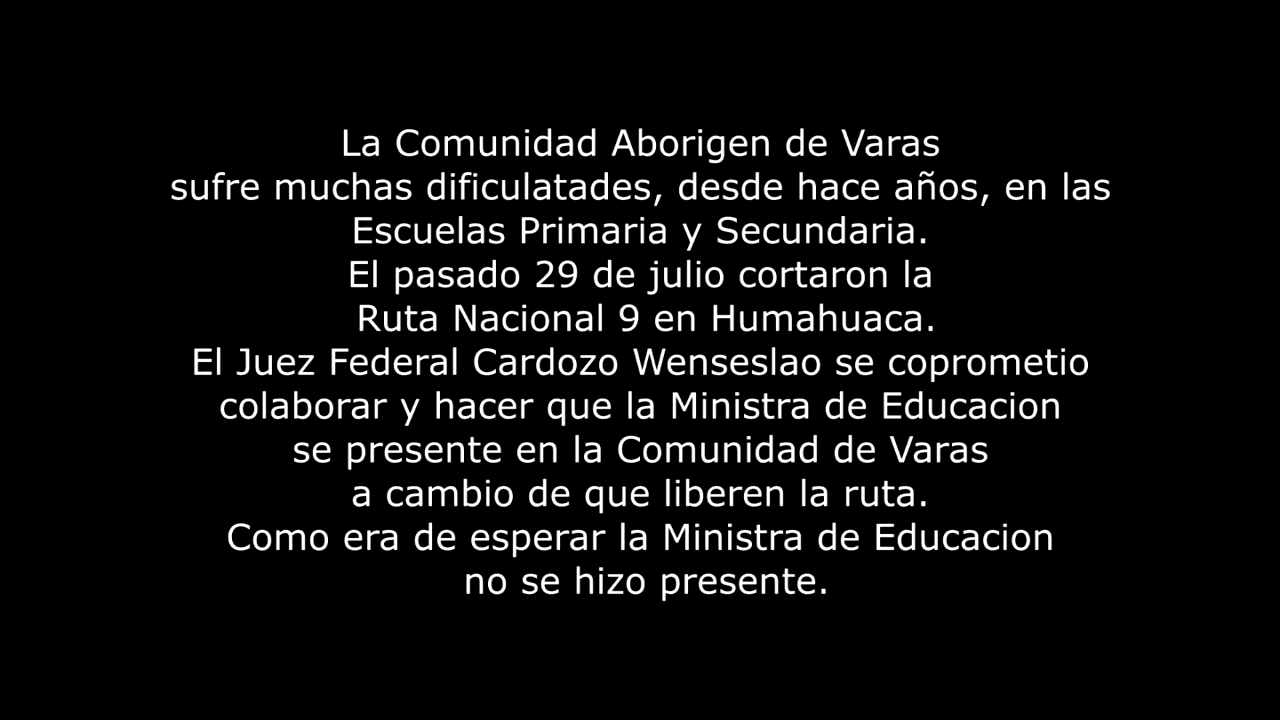 La Comunidad Aborigen de Varas
sufre muchas dificulatades, desde hace años, en las
Escuelas Primaria y Secundaria.
El pasado 29 de julio cortaron la
Ruta Nacional 9 en Humahuaca.
El Juez Federal Cardozo Wenseslao se coprometio
colaborar y hacer que la Ministra de Educacion
se presente en la Comunidad de Varas
a cambio de que liberen la ruta.
Como era de esperar la Ministra de Educacion
no se hizo presente.